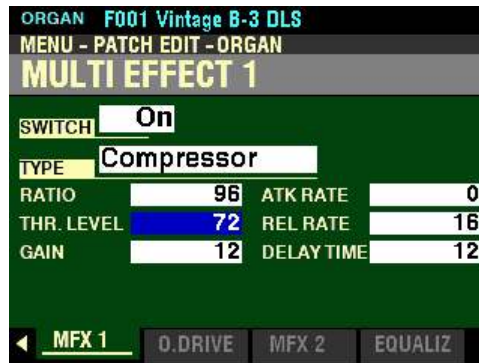 ORGAN F001 Vintage B-3 DLS
MENU - PATCH EDIT - ORGAN
MULTI EFFECT 1
SWITCH On
TYPE Compressor
RATIO 96 ATK RATE 0
THR. LEVEL 72 REL RATE 16
GAIN 12 DELAY TIME 12
MFX 1 O.DRIVE MFX 2 EQUALIZ